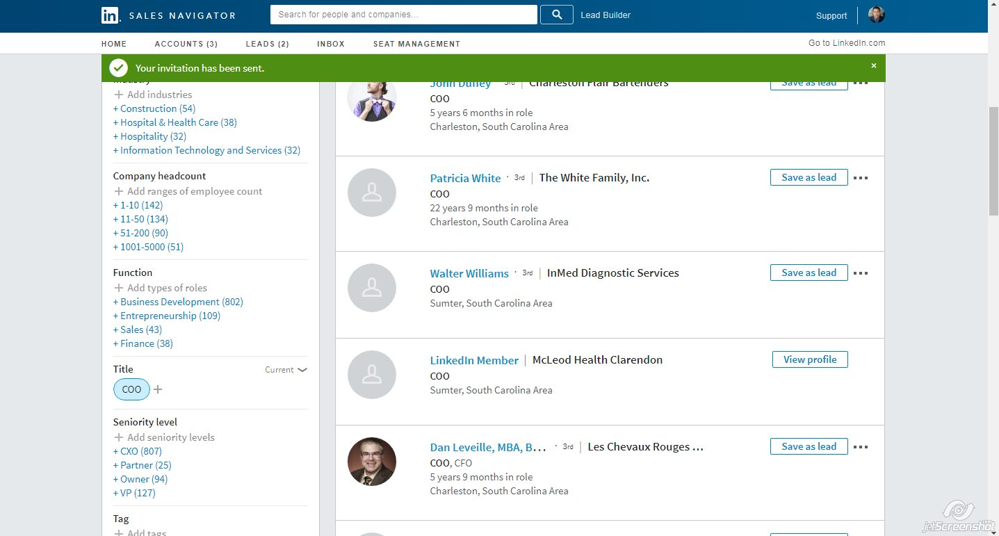 in. SALES NAVIGATOR
Search for people and companies...
Lead Builder
Support
HOME
ACCOUNTS (3)
LEADS (2)
INBOX
SEAT MANAGEMENT
Go to LinkedIn.com
Your invitation has been sent.
×
Industry
+ Add industries
+ Construction (54)
+ Hospital & Health Care (38)
+ Hospitality (32)
+ Information Technology and Services (32)
Company headcount
+ Add ranges of employee count
+ 1-10 (142)
+ 11-50 (134)
+ 51-200 (90)
+ 1001-5000 (51)
Function
+ Add types of roles
+ Business Development (802)
+ Entrepreneurship (109)
+ Sales (43)
+ Finance (38)
Title
Current
COO +
Seniority level
+ Add seniority levels
+ CXO (807)
+ Partner (25)
+ Owner (94)
+ VP (127)
Tag
+ Add tags
John Duffey · 3rd | Charleston Flair Bartenders
Save as lead
COO
5 years 6 months in role
Charleston, South Carolina Area
Patricia White · 3rd | The White Family, Inc.
Save as lead
COO
22 years 9 months in role
Charleston, South Carolina Area
Walter Williams · 3rd | InMed Diagnostic Services
Save as lead
COO
Sumter, South Carolina Area
LinkedIn Member | McLeod Health Clarendon
View profile
COO
Sumter, South Carolina Area
Dan Leveille, MBA, B... · 3rd | Les Chevaux Rouges ...
Save as lead
COO, CFO
5 years 9 months in role
Charleston, South Carolina Area
jetScreenshot.com